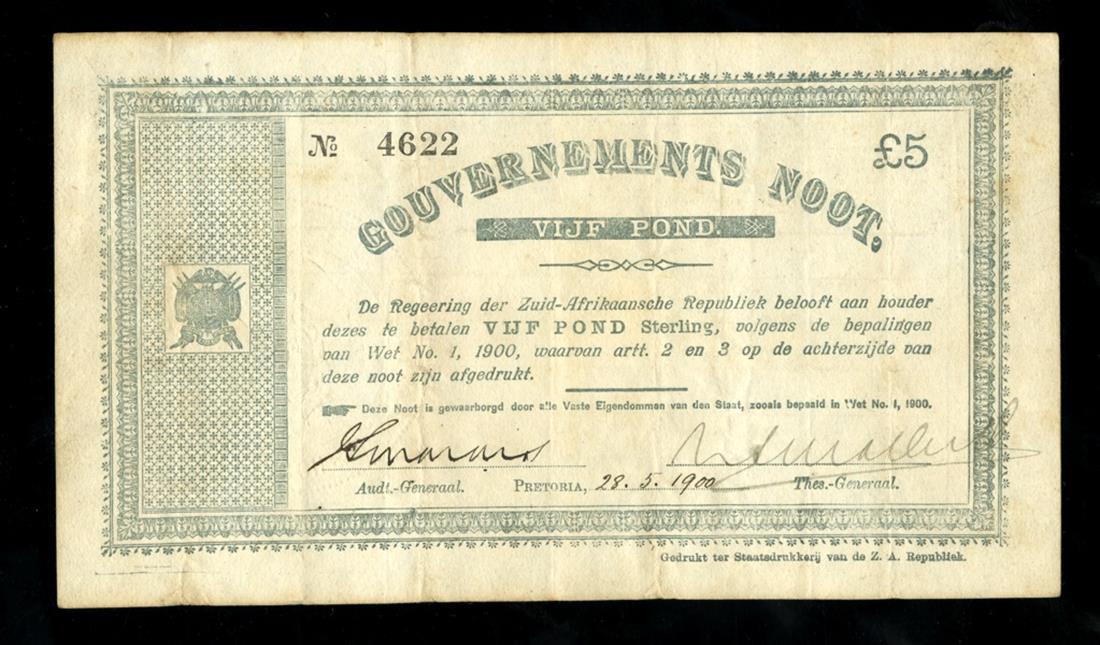 № 4622
£5
GOUVERNEMENTS NOOT.
VIJF POND.
De Regeering der Zuid-Afrikaansche Republiek belooft aan houder
dezes te betalen VIJF POND Sterling, volgens de bepalingen
van Wet No. 1, 1900, waarvan artt. 2 en 3 op de achterzijde van
deze noot zijn afgedrukt.
Deze Noot is gewaarborgd door alle Vaste Eigendommen van den Staat, zooals bepaald in Wet No. 1, 1900.
Audt.-Generaal. PRETORIA, 28. 5. 1900 Thes.-Generaal.
Gedrukt ter Staatsdrukkerij van de Z. A. Republiek.